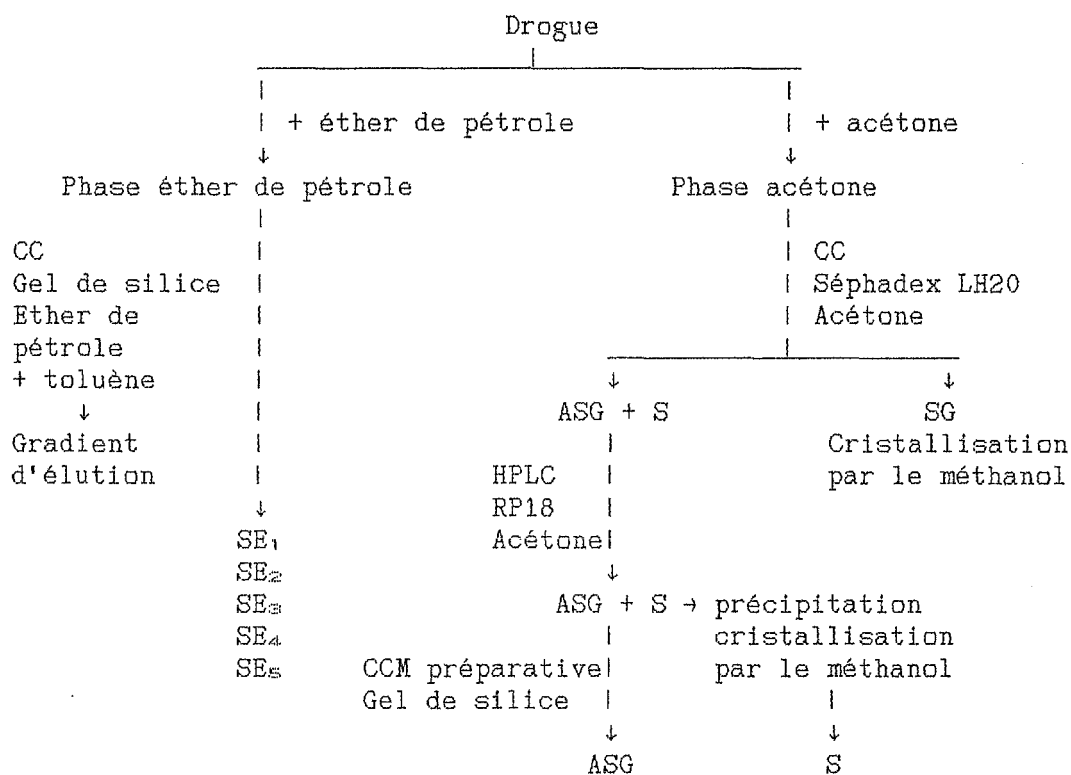 Drogue
+ éther de pétrole + acétone
Phase éther de pétrole Phase acétone
CC CC
Gel de silice Séphadex LH20
Ether de Acétone
pétrole
+ toluène
↓ ASG + S SG
Gradient Cristallisation
d'élution HPLC par le méthanol
RP18
SE₁ Acétone
SE₂
SE₃ ASG + S → précipitation
SE₄ cristallisation
SE₅ CCM préparative par le méthanol
Gel de silice
ASG S